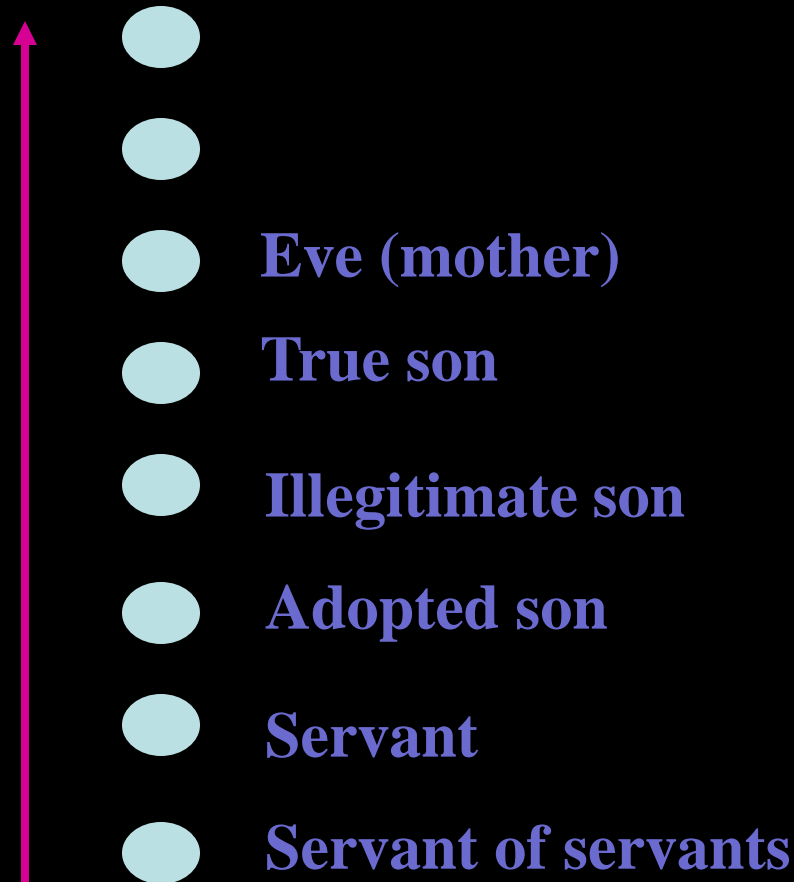 Eve (mother)
True son
Illegitimate son
Adopted son
Servant
Servant of servants